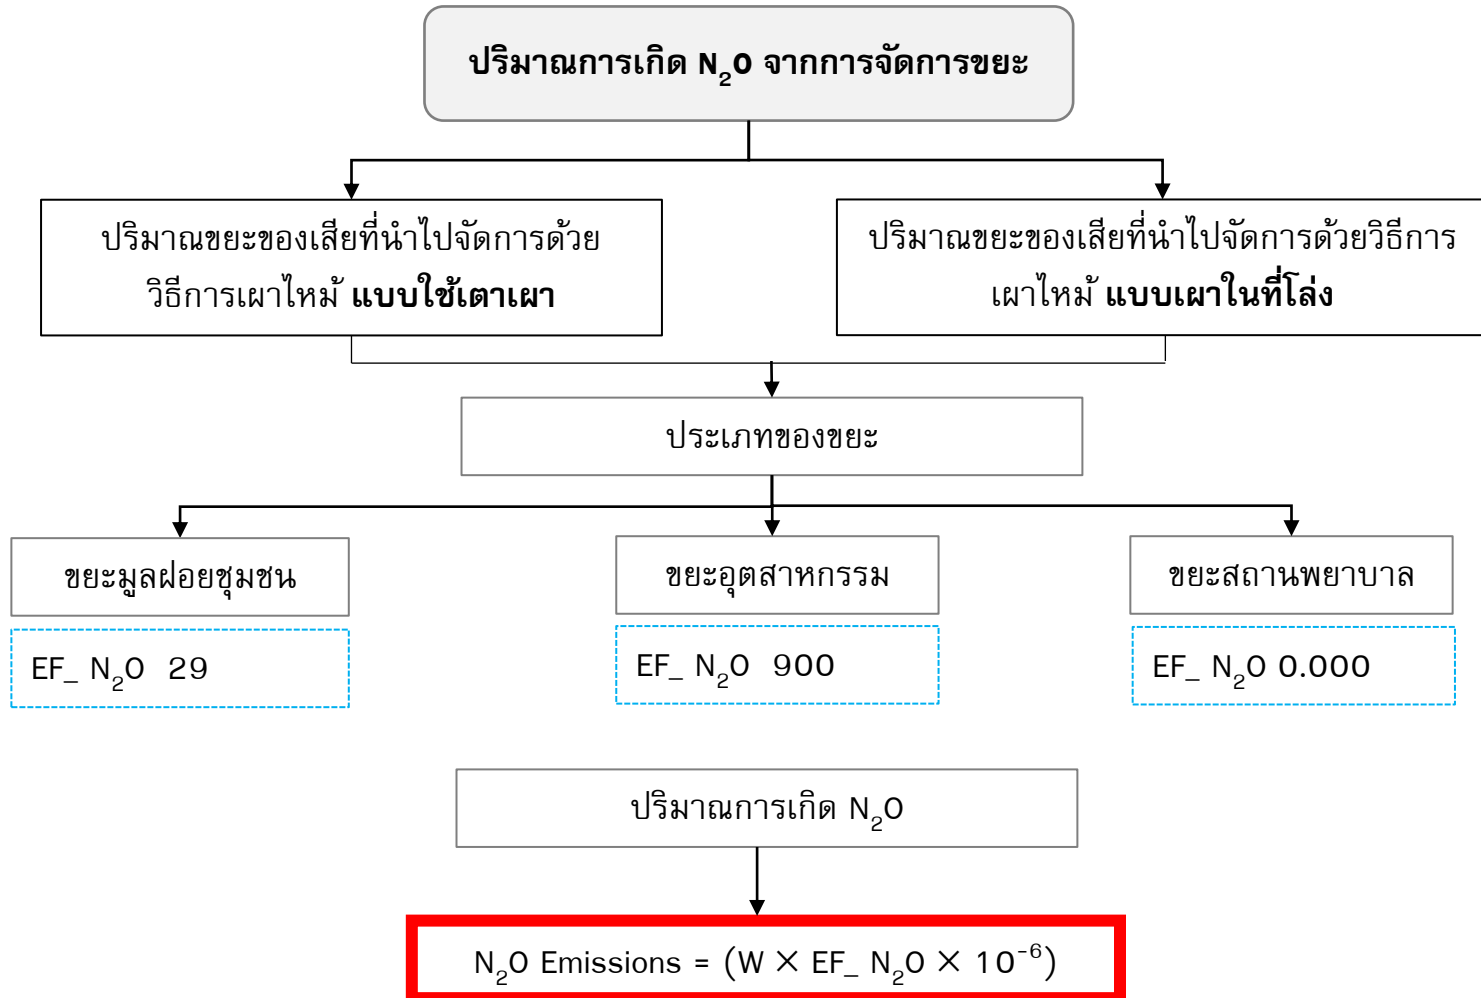 ปริมาณการเกิด N₂O จากการจัดการขยะ
ปริมาณขยะของเสียที่นำไปจัดการด้วย
วิธีการเผาไหม้ แบบใช้เตาเผา
ปริมาณขยะของเสียที่นำไปจัดการด้วยวิธีการ
เผาไหม้ แบบเผาในที่โล่ง
ประเภทของขยะ
ขยะมูลฝอยชุมชน
ขยะอุตสาหกรรม
ขยะสถานพยาบาล
EF_ N₂O 29
EF_ N₂O 900
EF_ N₂O 0.000
ปริมาณการเกิด N₂O
N₂O Emissions = (W × EF_ N₂O × 10⁻⁶)